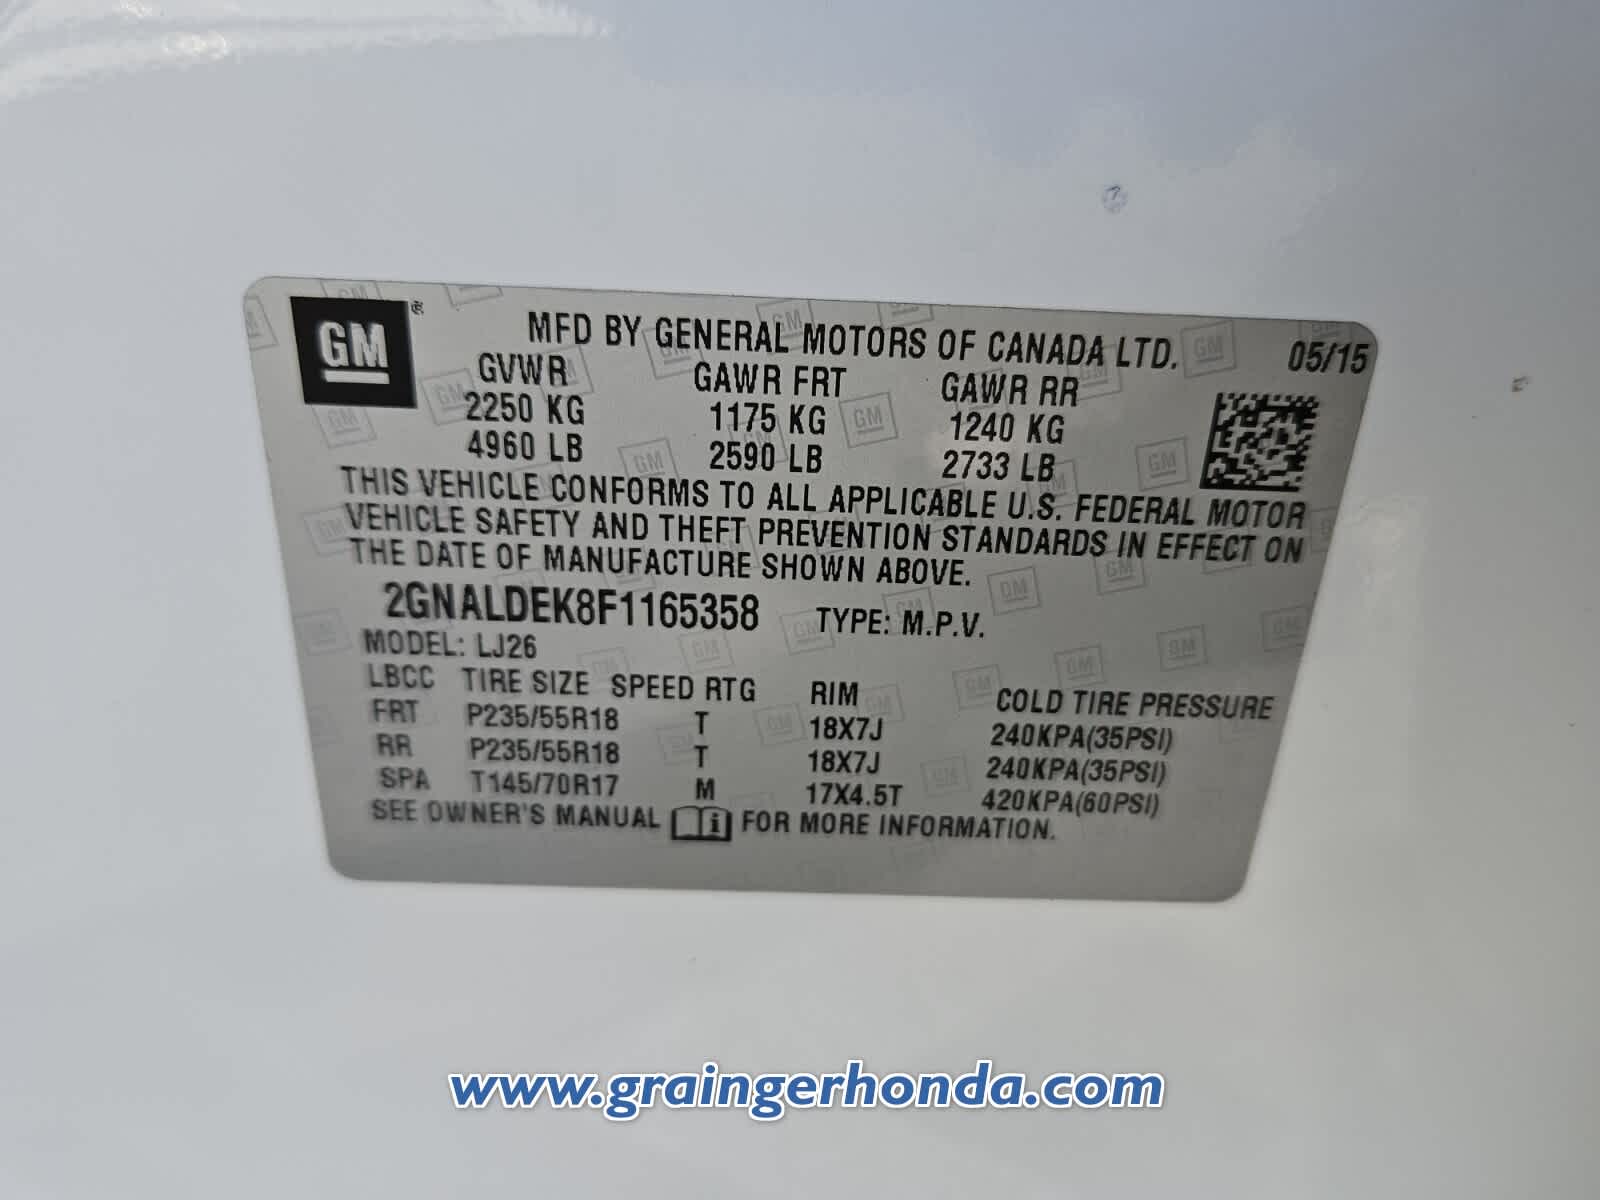 GM
MFD BY GENERAL MOTORS OF CANADA LTD. 05/15
GVWR GAWR FRT GAWR RR
2250 KG 1175 KG 1240 KG
4960 LB 2590 LB 2733 LB
THIS VEHICLE CONFORMS TO ALL APPLICABLE U.S. FEDERAL MOTOR
VEHICLE SAFETY AND THEFT PREVENTION STANDARDS IN EFFECT ON
THE DATE OF MANUFACTURE SHOWN ABOVE.
2GNALDEK8F1165358 TYPE: M.P.V.
MODEL: LJ26
LBCC TIRE SIZE SPEED RTG RIM COLD TIRE PRESSURE
FRT P235/55R18 T 18X7J 240KPA(35PSI)
RR P235/55R18 T 18X7J 240KPA(35PSI)
SPA T145/70R17 M 17X4.5T 420KPA(60PSI)
SEE OWNER'S MANUAL i FOR MORE INFORMATION.
www.graingerhonda.com